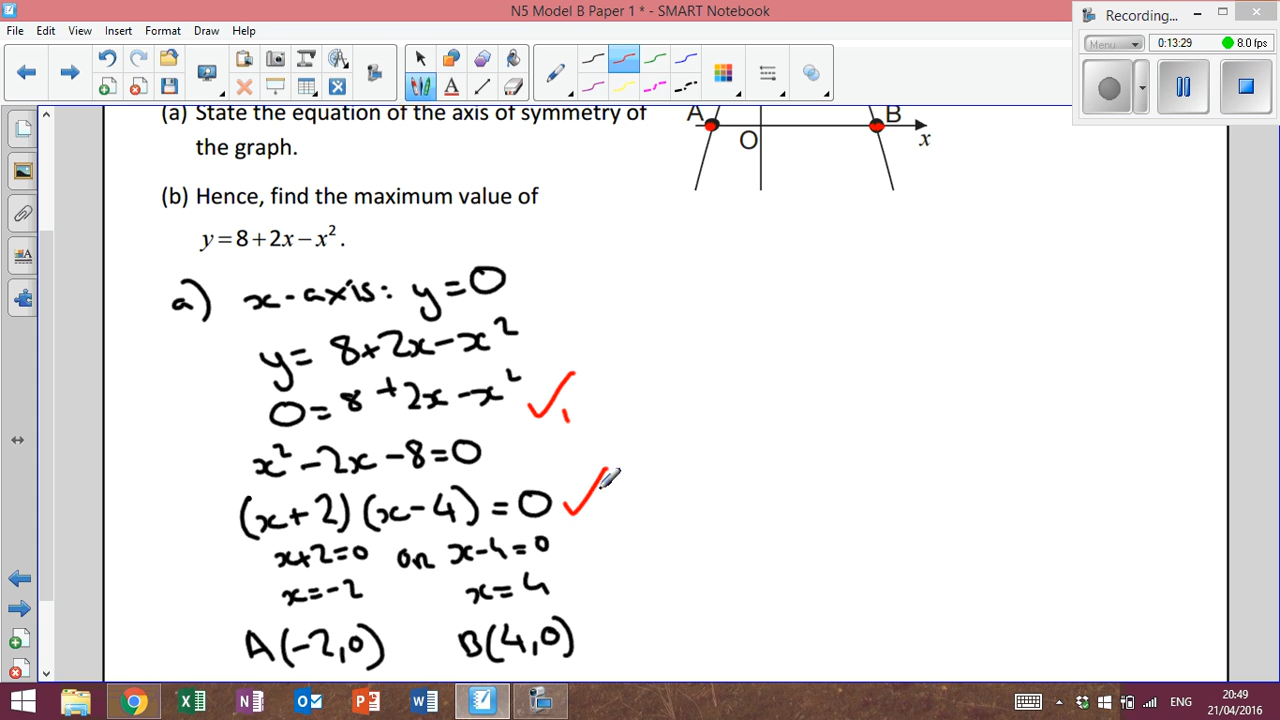 N5 Model B Paper 1 * - SMART Notebook
Recording...
File Edit View Insert Format Draw Help
Menu
0:13:29
8.0 fps
(a) State the equation of the axis of symmetry of
the graph.
A
B
O
x
(b) Hence, find the maximum value of
y = 8 + 2x − x².
a) x-axis: y=0
y = 8+2x-x²
0 = 8 +2x -x²
1
x² -2x -8=0
(x+2)(x-4) = 0
x+2=0 or x-4=0
x=-2 x=4
A(-2,0) B(4,0)
ENG
20:49
21/04/2016